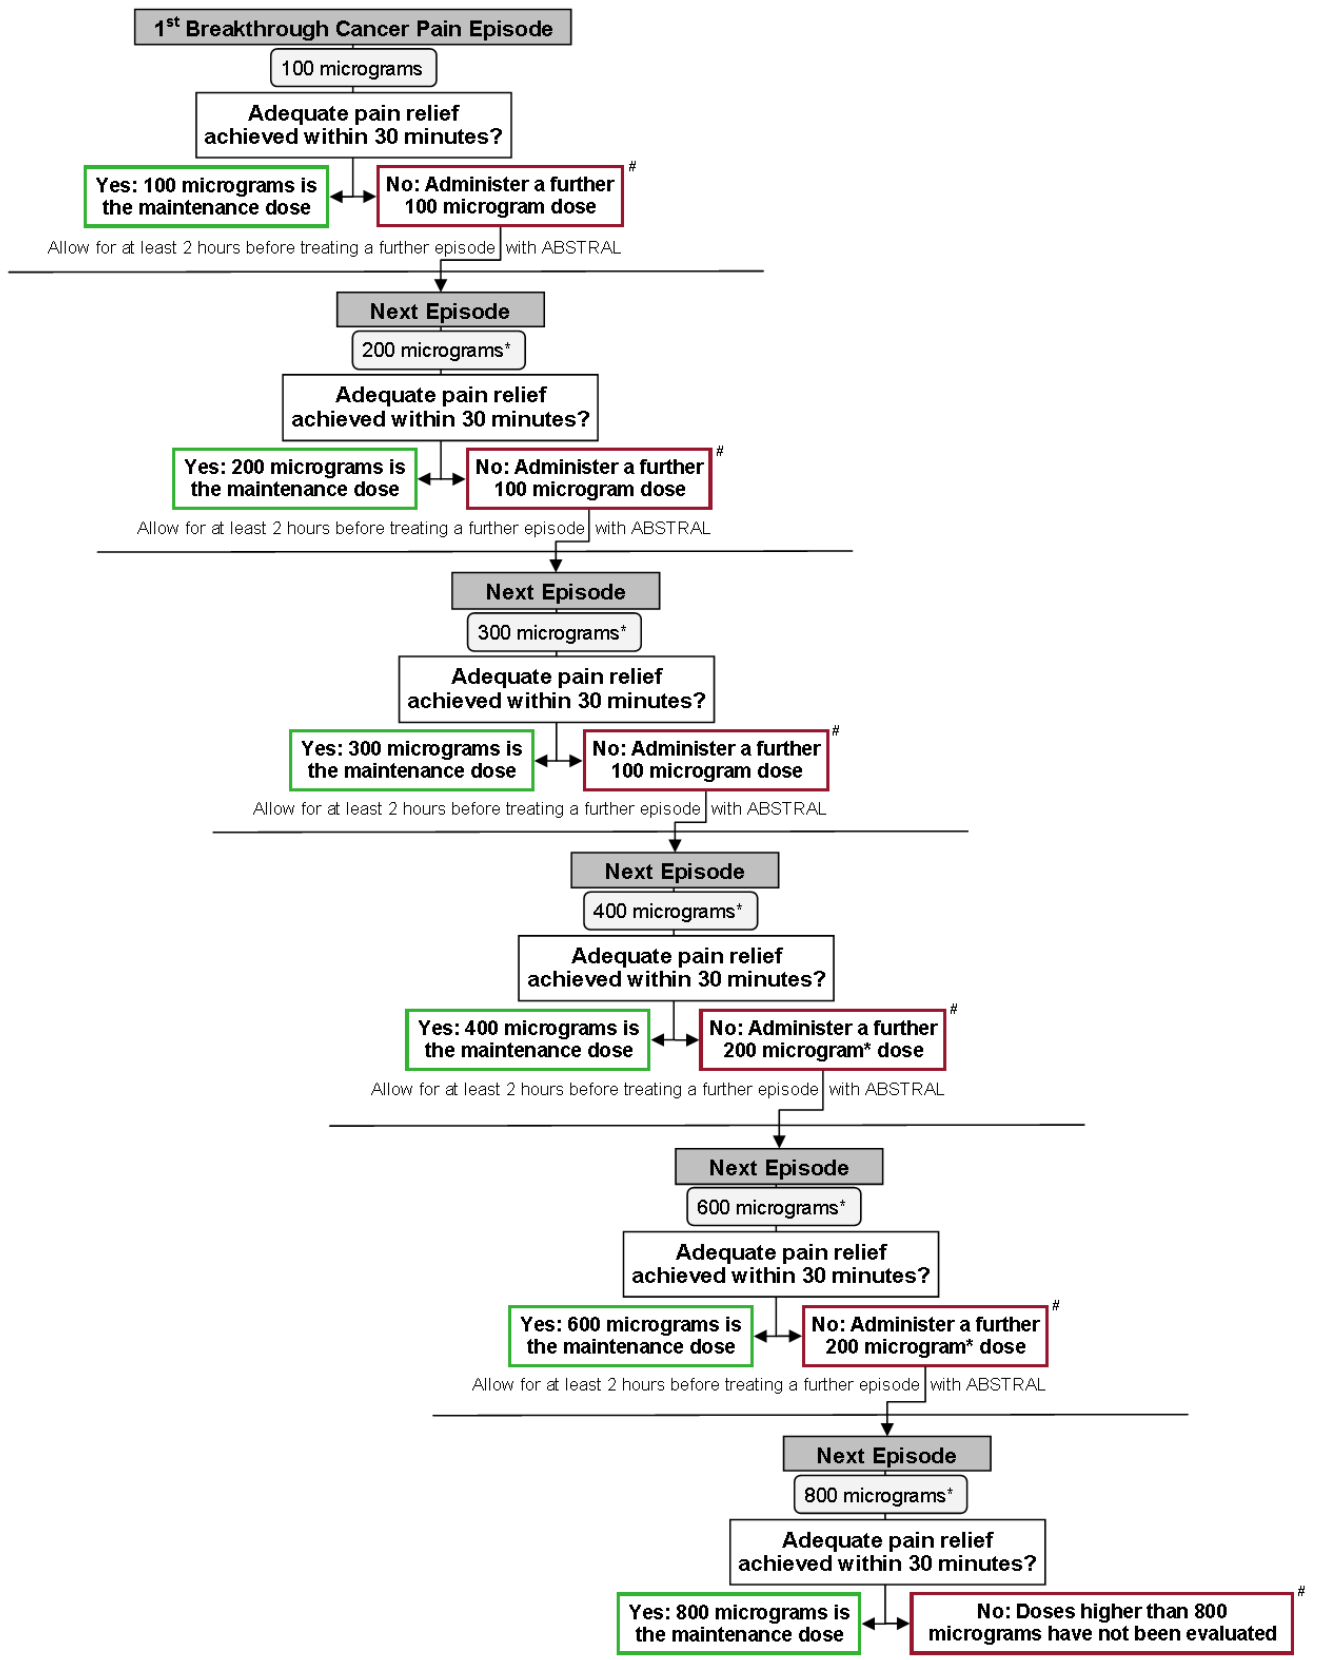 1st Breakthrough Cancer Pain Episode
100 micrograms
Adequate pain relief
achieved within 30 minutes?
Yes: 100 micrograms is
the maintenance dose
No: Administer a further
100 microgram dose
#
Allow for at least 2 hours before treating a further episode with ABSTRAL
Next Episode
200 micrograms*
Adequate pain relief
achieved within 30 minutes?
Yes: 200 micrograms is
the maintenance dose
No: Administer a further
100 microgram dose
#
Allow for at least 2 hours before treating a further episode with ABSTRAL
Next Episode
300 micrograms*
Adequate pain relief
achieved within 30 minutes?
Yes: 300 micrograms is
the maintenance dose
No: Administer a further
100 microgram dose
#
Allow for at least 2 hours before treating a further episode with ABSTRAL
Next Episode
400 micrograms*
Adequate pain relief
achieved within 30 minutes?
Yes: 400 micrograms is
the maintenance dose
No: Administer a further
200 microgram* dose
#
Allow for at least 2 hours before treating a further episode with ABSTRAL
Next Episode
600 micrograms*
Adequate pain relief
achieved within 30 minutes?
Yes: 600 micrograms is
the maintenance dose
No: Administer a further
200 microgram* dose
#
Allow for at least 2 hours before treating a further episode with ABSTRAL
Next Episode
800 micrograms*
Adequate pain relief
achieved within 30 minutes?
Yes: 800 micrograms is
the maintenance dose
No: Doses higher than 800
micrograms have not been evaluated
#